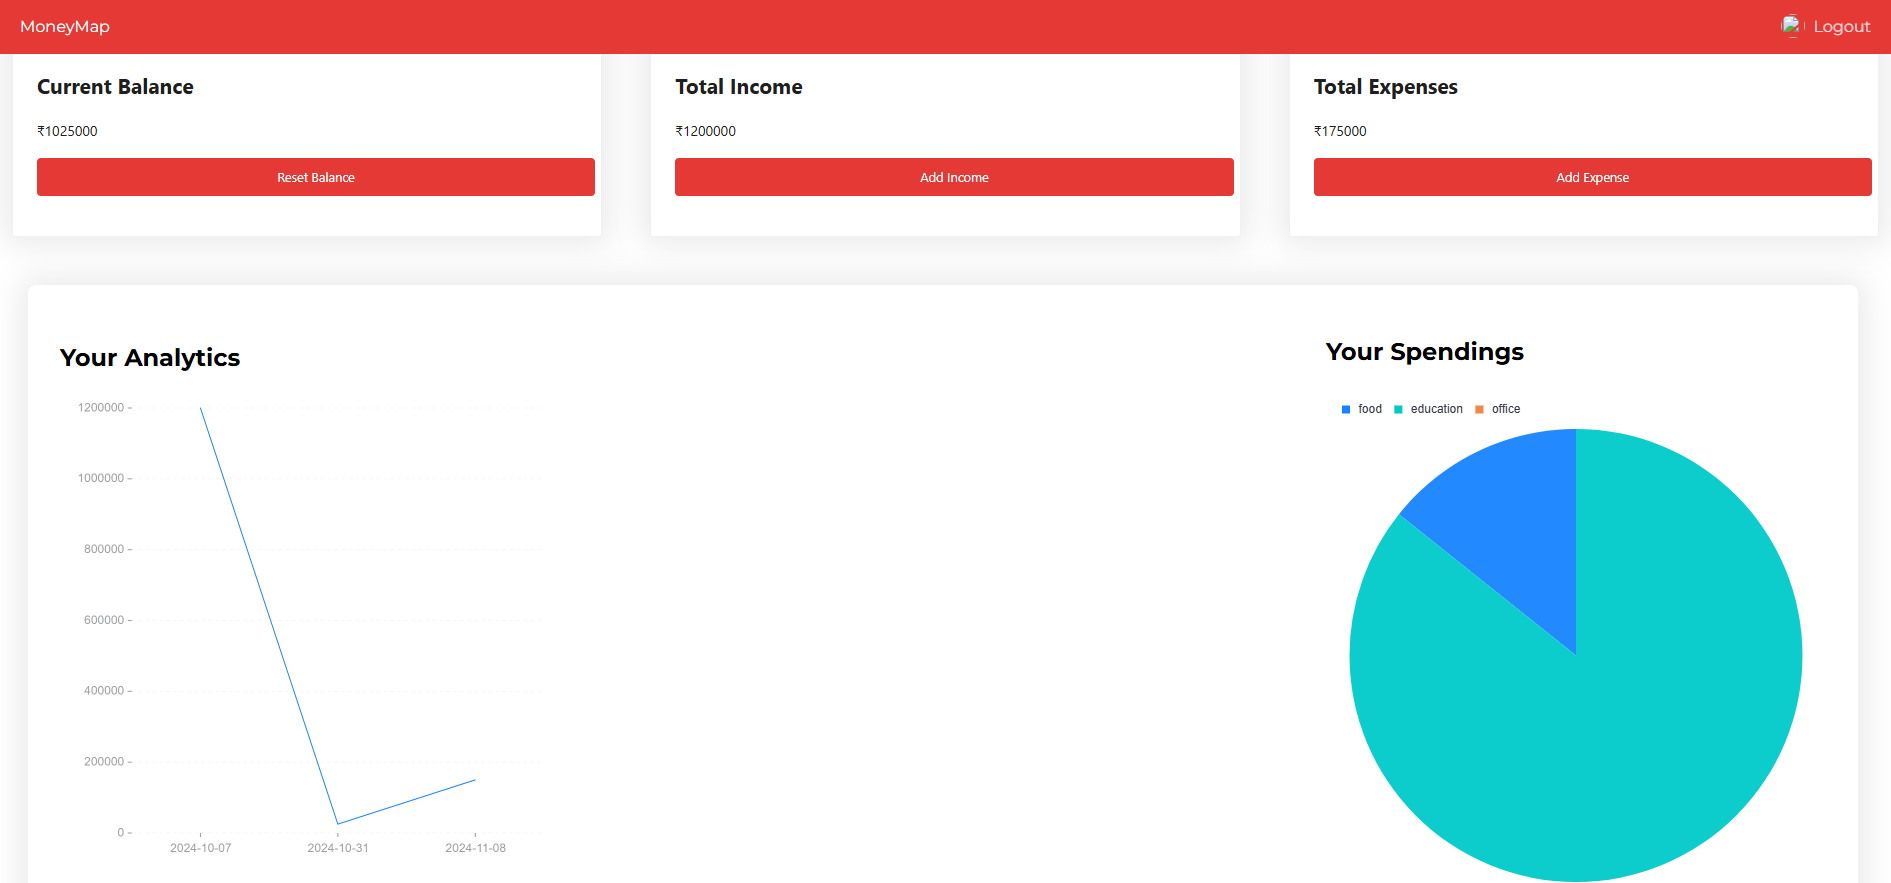 MoneyMap
Logout
Current Balance
₹1025000
Reset Balance
Total Income
₹1200000
Add Income
Total Expenses
₹175000
Add Expense
Your Analytics
1200000
1000000
800000
600000
400000
200000
0
2024-10-07 2024-10-31 2024-11-08
Your Spendings
food education office